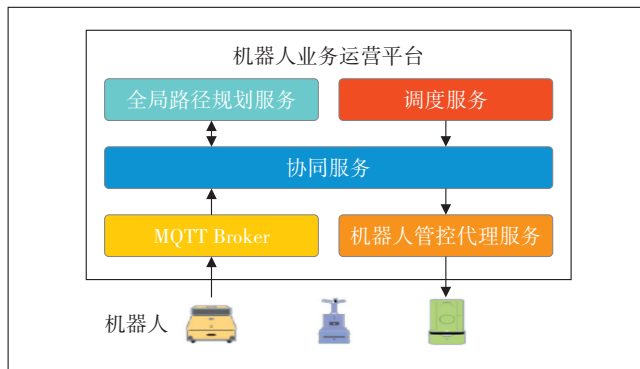 机器人业务运营平台
全局路径规划服务
调度服务
协同服务
MQTT Broker
机器人管控代理服务
机器人